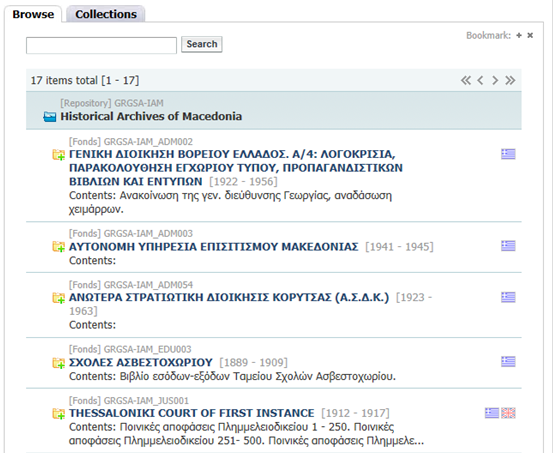 Browse
Collections
Bookmark:
Search
17 items total [1 - 17]
[Repository] GRGSA-IAM
Historical Archives of Macedonia
[Fonds] GRGSA-IAM_ADM002
ΓΕΝΙΚΗ ΔΙΟΙΚΗΣΗ ΒΟΡΕΙΟΥ ΕΛΛΑΔΟΣ. Α/4: ΛΟΓΟΚΡΙΣΙΑ,
ΠΑΡΑΚΟΛΟΥΘΗΣΗ ΕΓΧΩΡΙΟΥ ΤΥΠΟΥ, ΠΡΟΠΑΓΑΝΔΙΣΤΙΚΩΝ
ΒΙΒΛΙΩΝ ΚΑΙ ΕΝΤΥΠΩΝ [1922 - 1956]
Contents: Ανακοίνωση της γεν. διεύθυνσης Γεωργίας, αναδάσωση
χειμάρρων.
[Fonds] GRGSA-IAM_ADM003
ΑΥΤΟΝΟΜΗ ΥΠΗΡΕΣΙΑ ΕΠΙΣΙΤΙΣΜΟΥ ΜΑΚΕΔΟΝΙΑΣ [1941 - 1945]
Contents:
[Fonds] GRGSA-IAM_ADM054
ΑΝΩΤΕΡΑ ΣΤΡΑΤΙΩΤΙΚΗ ΔΙΟΙΚΗΣΙΣ ΚΟΡΥΤΣΑΣ (Α.Σ.Δ.Κ.) [1923 -
1963]
Contents:
[Fonds] GRGSA-IAM_EDU003
ΣΧΟΛΕΣ ΑΣΒΕΣΤΟΧΩΡΙΟΥ [1889 - 1909]
Contents: Βιβλίο εσόδων-εξόδων Ταμείου Σχολών Ασβεστοχωρίου.
[Fonds] GRGSA-IAM_JUS001
THESSALONIKI COURT OF FIRST INSTANCE [1912 - 1917]
Contents: Ποινικές αποφάσεις Πλημμελειοδικείου 1 - 250. Ποινικές
αποφάσεις Πλημμελειοδικείου 251- 500. Ποινικές αποφάσεις Πλημμελε...